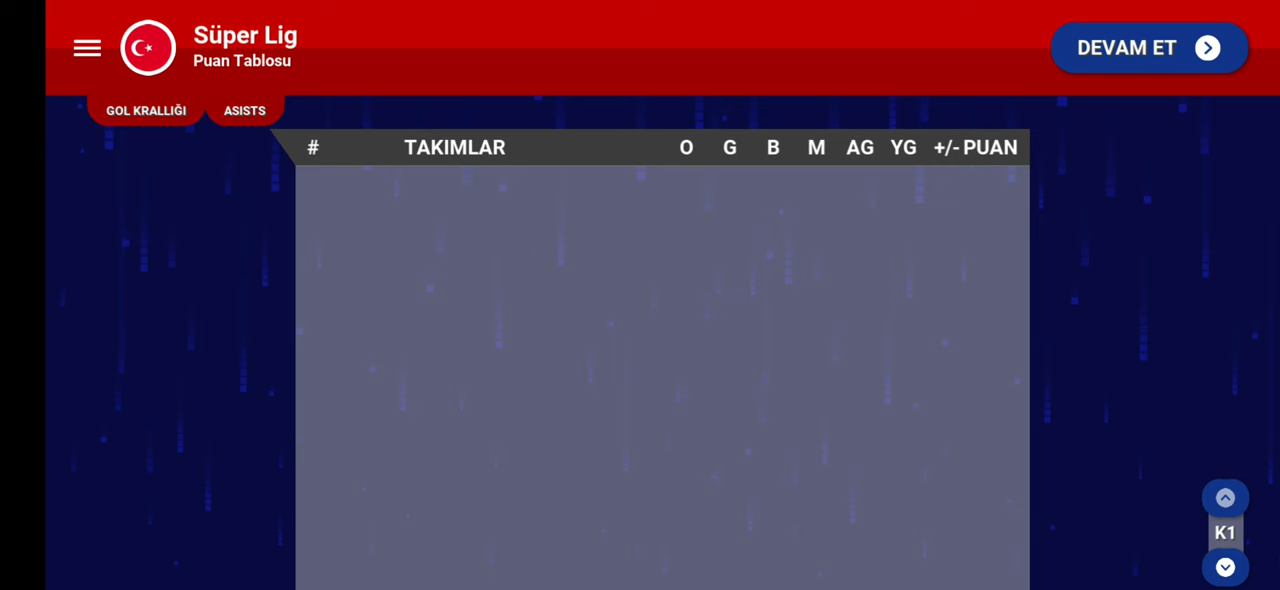 Süper Lig
Puan Tablosu
DEVAM ET
GOL KRALLIĞI ASISTS
# TAKIMLAR O G B M AG YG +/- PUAN
K1